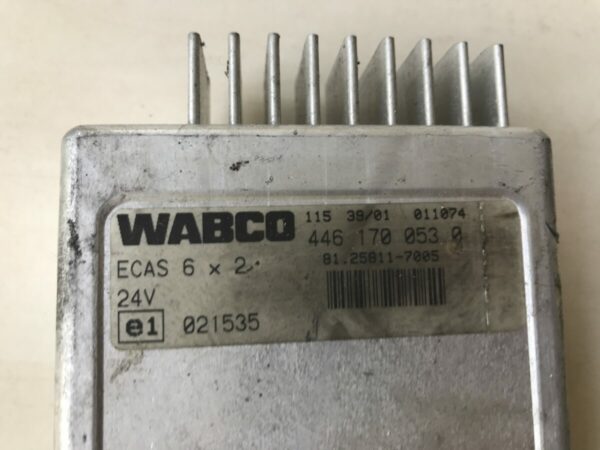 WABCO
115 39/01 011074
446 170 053 0
81.25811-7005
ECAS 6 × 2
24V
e1 021535